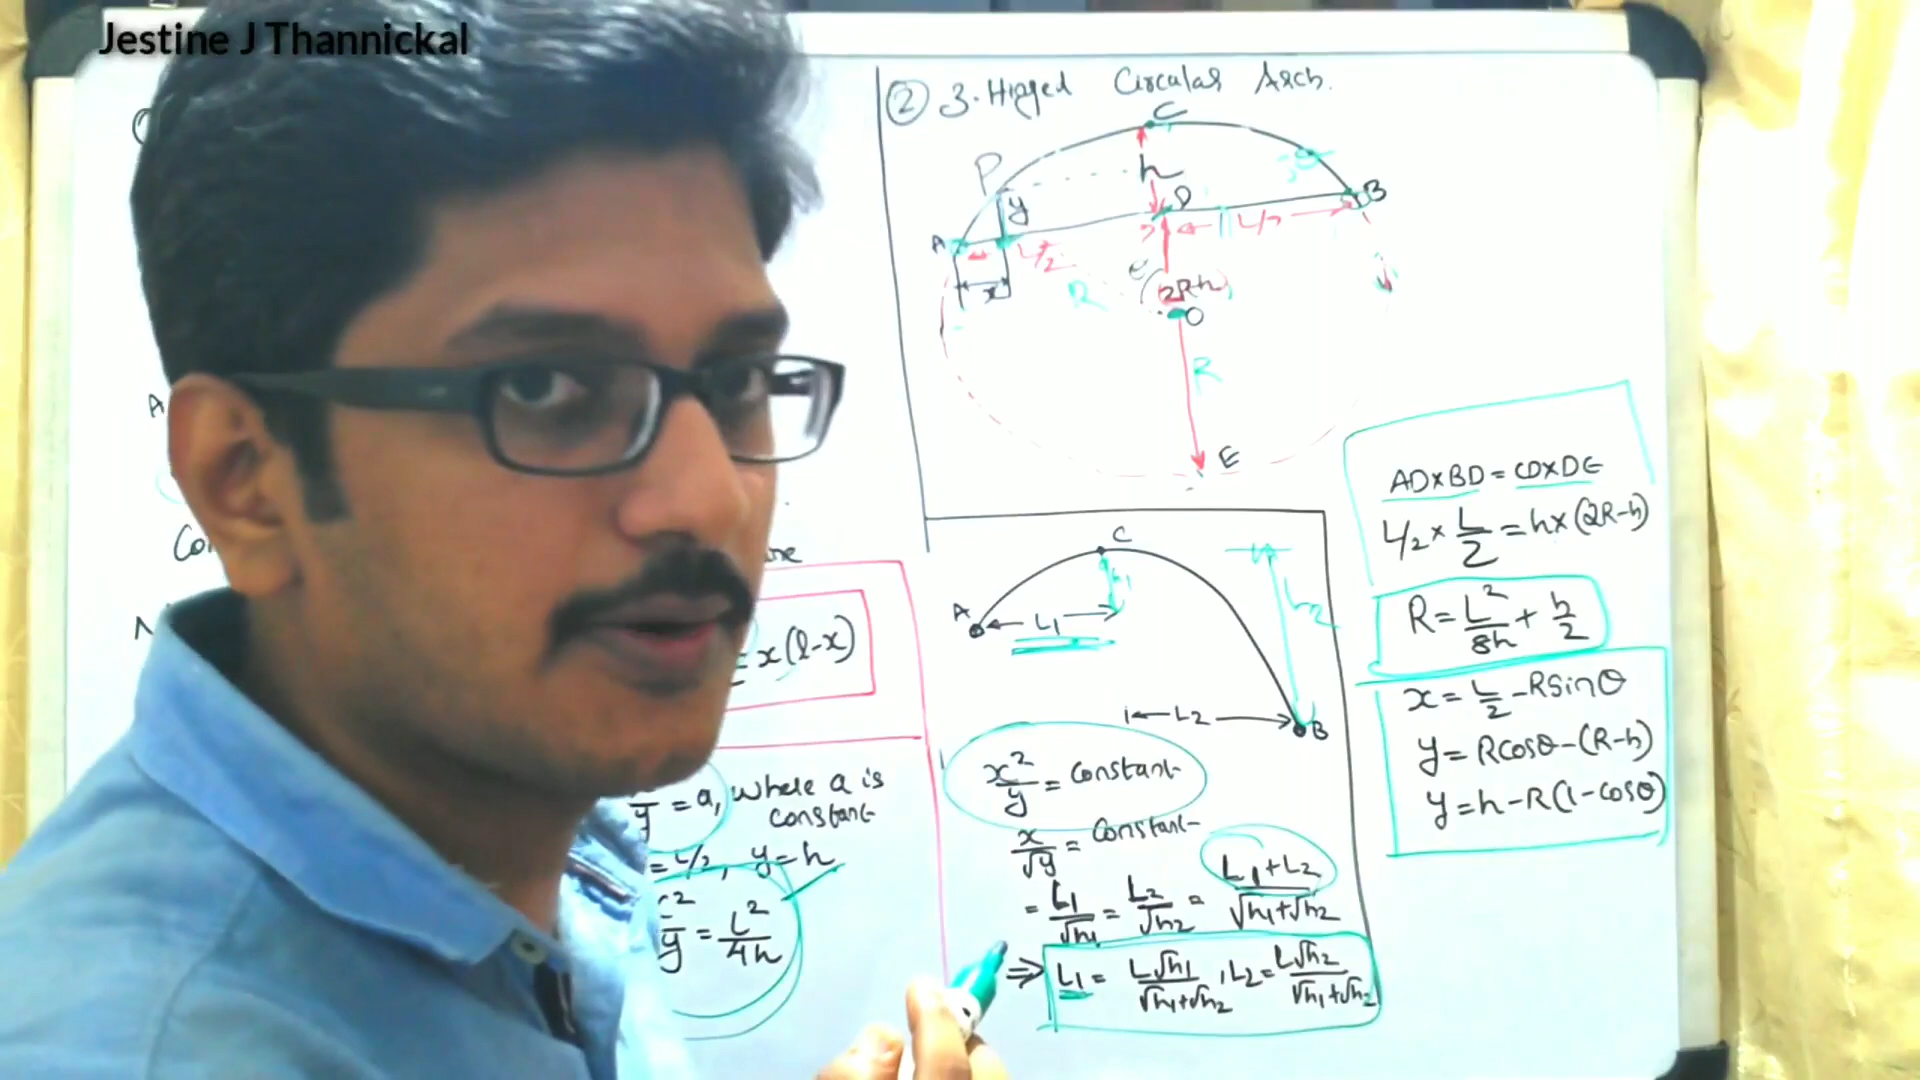 Jestine J Thannickal
② 3-Hinged Circular Arch.
C
P
h
y
D
B
A
L/2
L/2
x
R
(2R-h)
O
R
E
A
Co
= x(l-x)
= a, where a is
constant
= L/2, y=h
y = L²/4h
C
A
L1
h1
h2
L2
B
x²/y = constant
x/√y = constant
= L1/√h1 = L2/√h2 = L1+L2/√h1+√h2
⇒ L1 = L√h1/√h1+√h2, L2 = L√h2/√h1+√h2
AD×BD = CD×DE
L/2 × L/2 = h×(2R-h)
R = L²/8h + h/2
x = L/2 - Rsinθ
y = Rcosθ-(R-h)
y = h-R(1-cosθ)